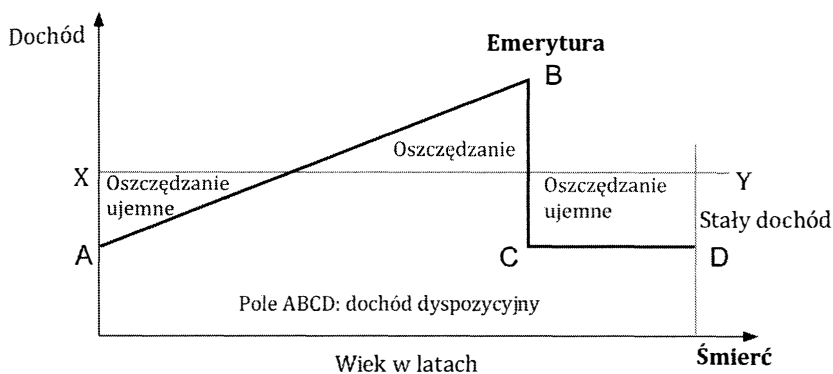 Dochód
Emerytura
B
Oszczędzanie
X
Oszczędzanie
ujemne
Oszczędzanie
ujemne
Y
Stały dochód
A
C
D
Pole ABCD: dochód dyspozycyjny
Wiek w latach
Śmierć